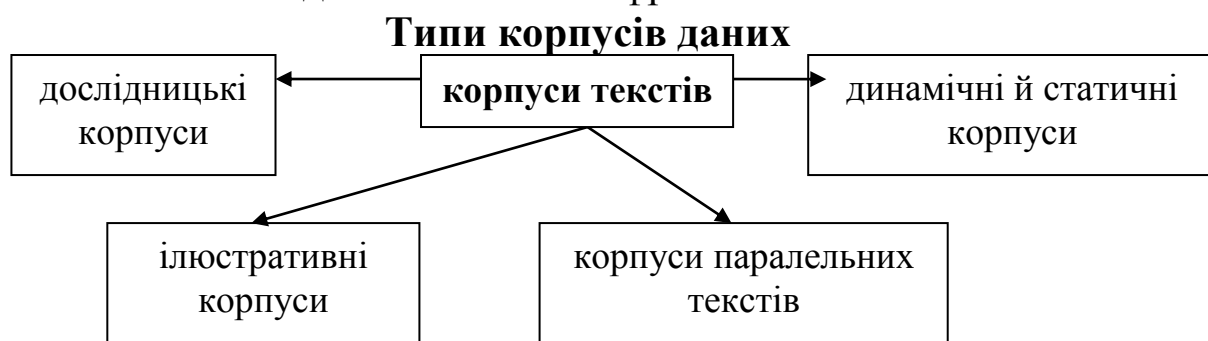 Типи корпусів даних
дослідницькі
корпуси
корпуси текстів
динамічні й статичні
корпуси
ілюстративні
корпуси
корпуси паралельних
текстів